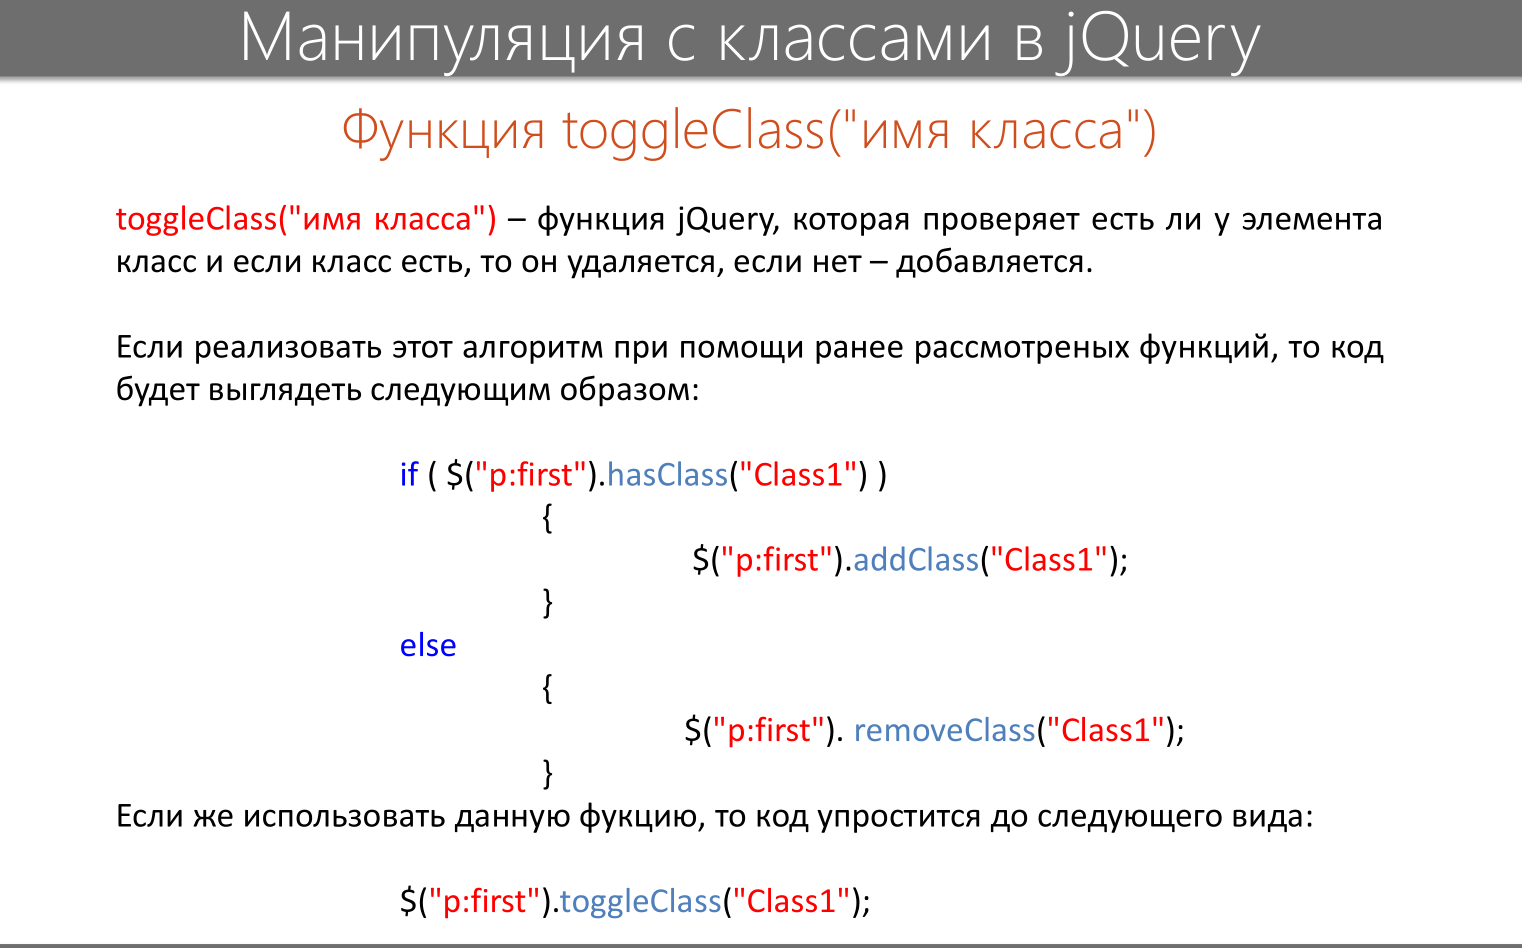 Манипуляция с классами в jQuery
Функция toggleClass("имя класса")
toggleClass("имя класса") – функция jQuery, которая проверяет есть ли у элемента
класс и если класс есть, то он удаляется, если нет – добавляется.
Если реализовать этот алгоритм при помощи ранее рассмотреных функций, то код
будет выглядеть следующим образом:
if ( $("p:first").hasClass("Class1") )
{
$("p:first").addClass("Class1");
}
else
{
$("p:first"). removeClass("Class1");
}
Если же использовать данную фукцию, то код упростится до следующего вида:
$("p:first").toggleClass("Class1");